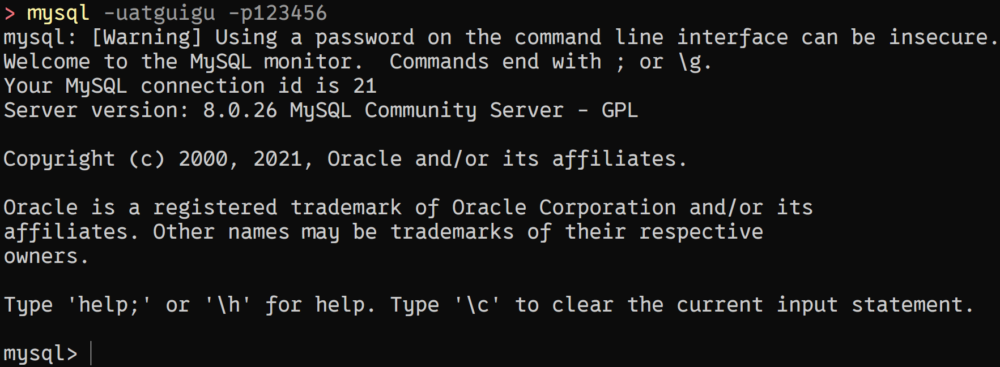 > mysql -uatguigu -p123456
mysql: [Warning] Using a password on the command line interface can be insecure.
Welcome to the MySQL monitor.  Commands end with ; or \g.
Your MySQL connection id is 21
Server version: 8.0.26 MySQL Community Server - GPL

Copyright (c) 2000, 2021, Oracle and/or its affiliates.

Oracle is a registered trademark of Oracle Corporation and/or its
affiliates. Other names may be trademarks of their respective
owners.

Type 'help;' or '\h' for help. Type '\c' to clear the current input statement.

mysql>